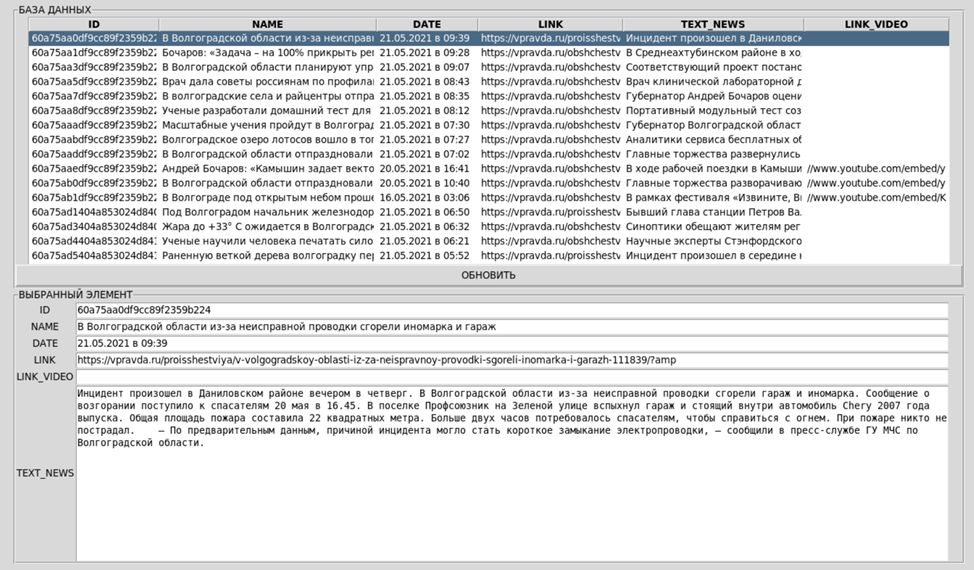 БАЗА ДАННЫХ
ID NAME DATE LINK TEXT_NEWS LINK_VIDEO
60a75aa0df9cc89f2359b22 В Волгоградской области из-за неисправн 21.05.2021 в 09:39 https://vpravda.ru/proisshestv Инцидент произошел в Даниловск
60a75aa1df9cc89f2359b22 Бочаров: «Задача – на 100% прикрыть рег 21.05.2021 в 09:28 https://vpravda.ru/obshchestv В Среднеахтубинском районе в хо
60a75aa3df9cc89f2359b22 В Волгоградской области планируют упр 21.05.2021 в 09:07 https://vpravda.ru/obshchestv Соответствующий проект постанс
60a75aa5df9cc89f2359b22 Врач дала советы россиянам по профила 21.05.2021 в 08:43 https://vpravda.ru/obshchestv Врач клинической лабораторной д
60a75aa7df9cc89f2359b22 В волгоградские села и райцентры отпра 21.05.2021 в 08:35 https://vpravda.ru/obshchestv Губернатор Андрей Бочаров оцени
60a75aa8df9cc89f2359b22 Ученые разработали домашний тест для 21.05.2021 в 08:12 https://vpravda.ru/obshchestv Портативный модульный тест соз
60a75aaadf9cc89f2359b22 Масштабные учения пройдут в Волгоград 21.05.2021 в 07:30 https://vpravda.ru/obshchestv Губернатор Волгоградской област
60a75aabdf9cc89f2359b22 Волгоградское озеро лотосов вошло в топ 21.05.2021 в 07:27 https://vpravda.ru/obshchestv Аналитики сервиса бесплатных об
60a75aaddf9cc89f2359b22 В Волгоградской области отпраздновали 21.05.2021 в 07:02 https://vpravda.ru/obshchestv Главные торжества развернулись
60a75aaedf9cc89f2359b22 Андрей Бочаров: «Камышин задает векто 20.05.2021 в 16:41 https://vpravda.ru/obshchestv В ходе рабочей поездки в Камыши //www.youtube.com/embed/y
60a75ab0df9cc89f2359b22 В Волгоградской области отпраздновали 20.05.2021 в 10:40 https://vpravda.ru/obshchestv Главные торжества разворачиваю //www.youtube.com/embed/y
60a75ab1df9cc89f2359b22 В Волгограде под открытым небом проше 16.05.2021 в 03:06 https://vpravda.ru/obshchestv В рамках фестиваля «Извините, В //www.youtube.com/embed/K
60a75ad1404a853024d840 Под Волгоградом начальник железнодор 21.05.2021 в 06:50 https://vpravda.ru/proisshestv Бывший глава станции Петров Ва.
60a75ad3404a853024d840 Жара до +33° С ожидается в Волгоградск 21.05.2021 в 06:32 https://vpravda.ru/obshchestv Синоптики обещают жителям рег
60a75ad4404a853024d841 Ученые научили человека печатать сило 21.05.2021 в 06:21 https://vpravda.ru/obshchestv Научные эксперты Стэнфордского
60a75ad5404a853024d841 Раненную веткой дерева волгоградку пер 21.05.2021 в 05:52 https://vpravda.ru/proisshestv Инцидент произошел в середине н
ОБНОВИТЬ
ВЫБРАННЫЙ ЭЛЕМЕНТ
ID 60a75aa0df9cc89f2359b224
NAME В Волгоградской области из-за неисправной проводки сгорели иномарка и гараж
DATE 21.05.2021 в 09:39
LINK https://vpravda.ru/proisshestviya/v-volgogradskoy-oblasti-iz-za-neispravnoy-provodki-sgoreli-inomarka-i-garazh-111839/?amp
LINK_VIDEO
Инцидент произошел в Даниловском районе вечером в четверг. В Волгоградской области из-за неисправной проводки сгорели гараж и иномарка. Сообщение о
возгорании поступило к спасателям 20 мая в 16.45. В поселке Профсоюзник на Зеленой улице вспыхнул гараж и стоящий внутри автомобиль Chery 2007 года
выпуска. Общая площадь пожара составила 22 квадратных метра. Больше двух часов потребовалось спасателям, чтобы справиться с огнем. При пожаре никто не
пострадал. – По предварительным данным, причиной инцидента могло стать короткое замыкание электропроводки, – сообщили в пресс-службе ГУ МЧС по
Волгоградской области.
TEXT_NEWS